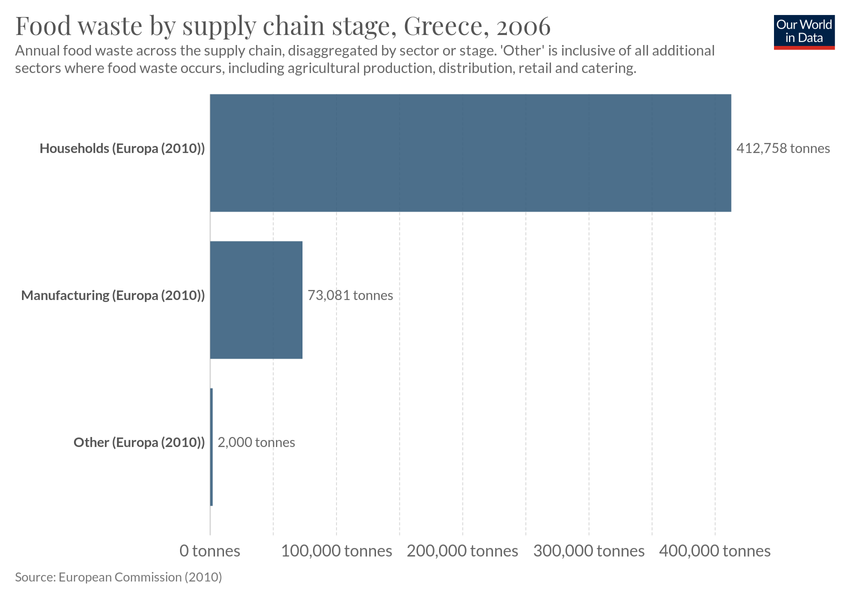 Food waste by supply chain stage, Greece, 2006
Our World
in Data
Annual food waste across the supply chain, disaggregated by sector or stage. 'Other' is inclusive of all additional
sectors where food waste occurs, including agricultural production, distribution, retail and catering.
Households (Europa (2010))
412,758 tonnes
Manufacturing (Europa (2010))
73,081 tonnes
Other (Europa (2010))
2,000 tonnes
0 tonnes
100,000 tonnes
200,000 tonnes
300,000 tonnes
400,000 tonnes
Source: European Commission (2010)